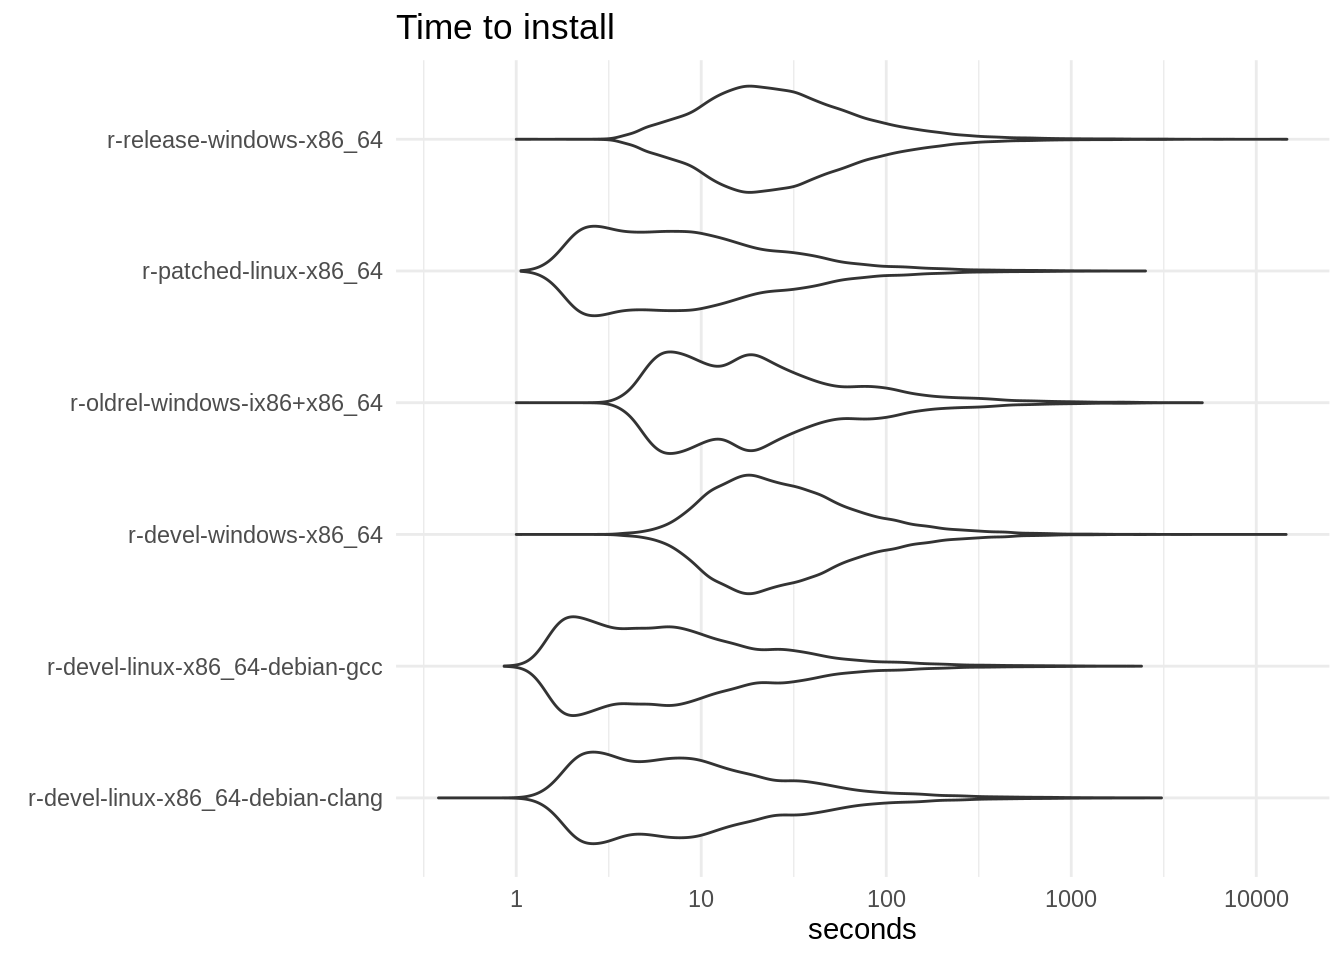 Time to install
r-release-windows-x86_64
r-patched-linux-x86_64
r-oldrel-windows-ix86+x86_64
r-devel-windows-x86_64
r-devel-linux-x86_64-debian-gcc
r-devel-linux-x86_64-debian-clang
1 10 100 1000 10000
seconds